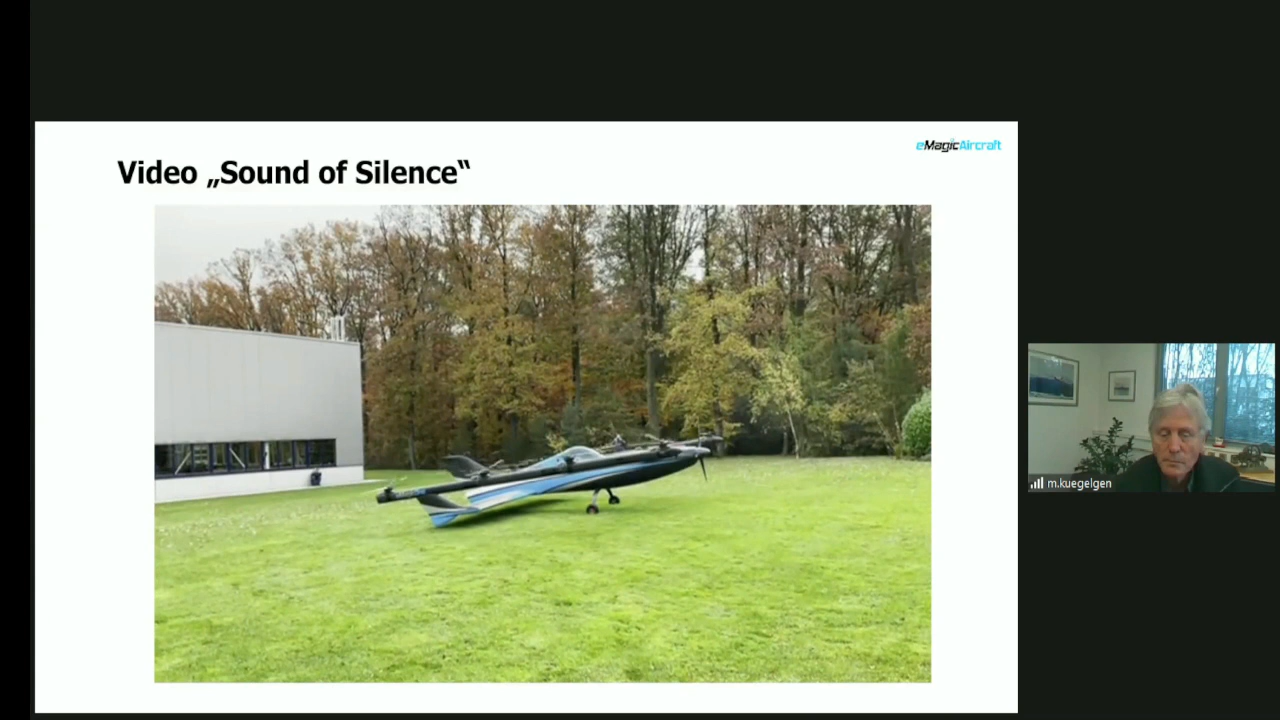 eMagicAircraft
Video „Sound of Silence“
m.kuegelgen